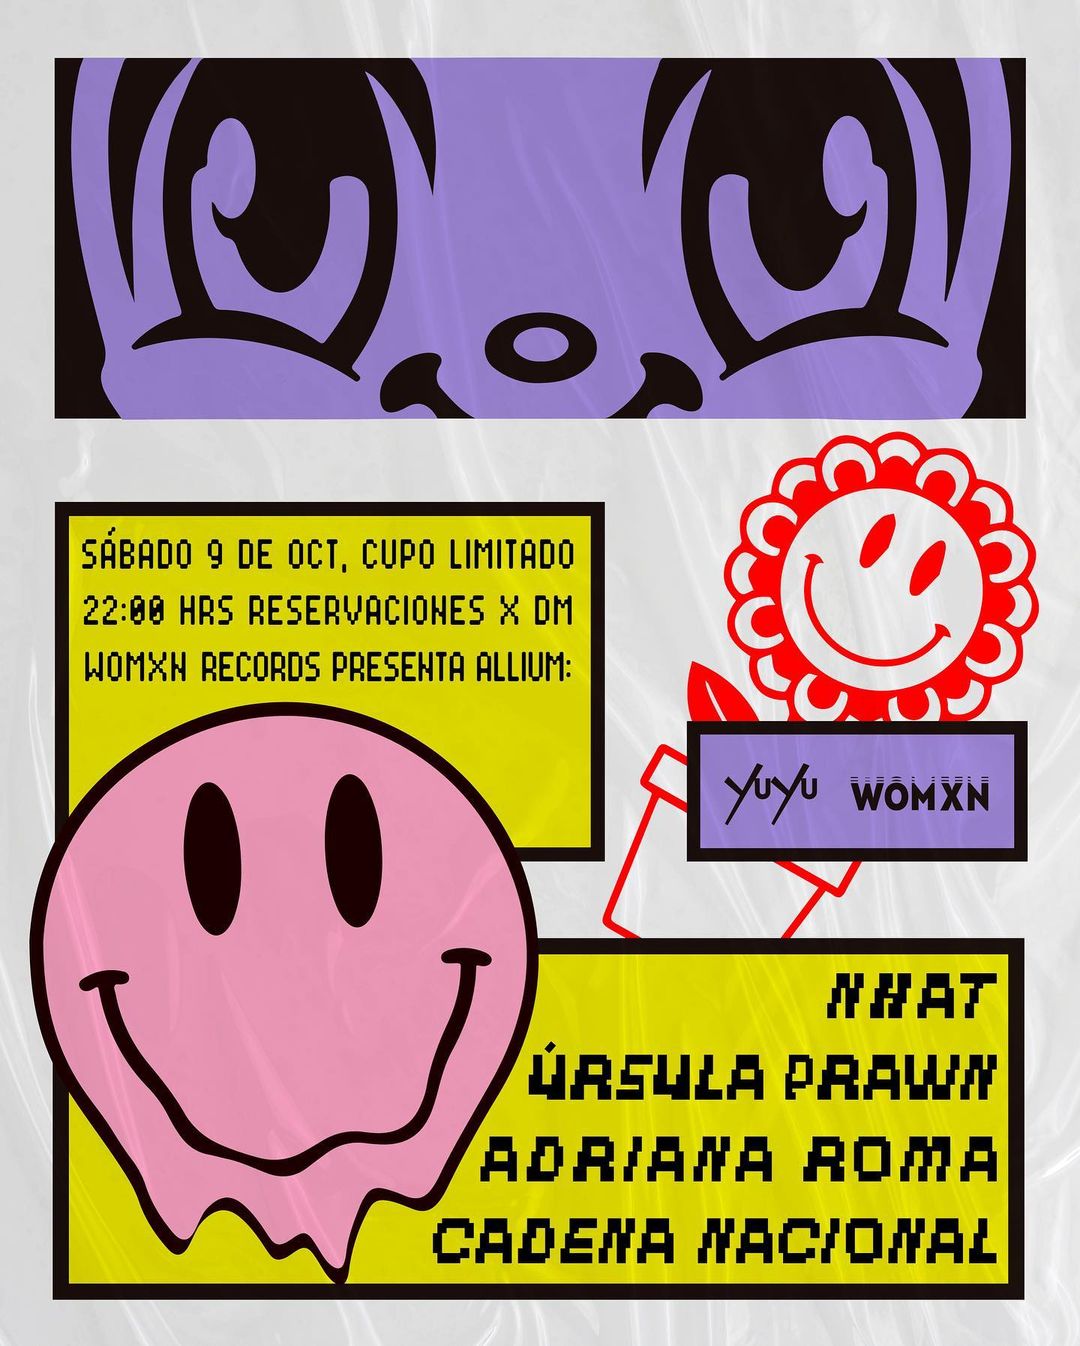 SÁBADO 9 DE OCT, CUPO LIMITADO
22:00 HRS RESERVACIONES X DM
WOMXN RECORDS PRESENTA ALLIUM:
YUYU WOMXN
NHAT
ÚRSULA PRAWN
ADRIANA ROMA
CADENA NACIONAL